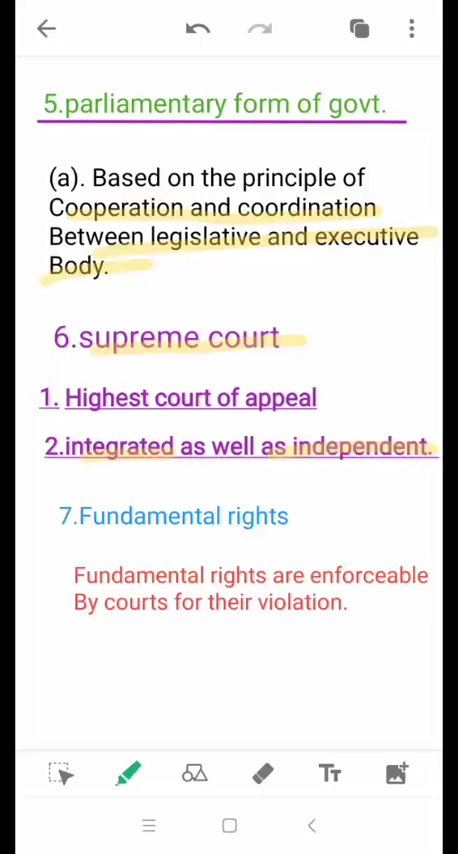 5.parliamentary form of govt.
(a). Based on the principle of
Cooperation and coordination
Between legislative and executive
Body.
6.supreme court
1. Highest court of appeal
2.integrated as well as independent.
7.Fundamental rights
Fundamental rights are enforceable
By courts for their violation.
TT